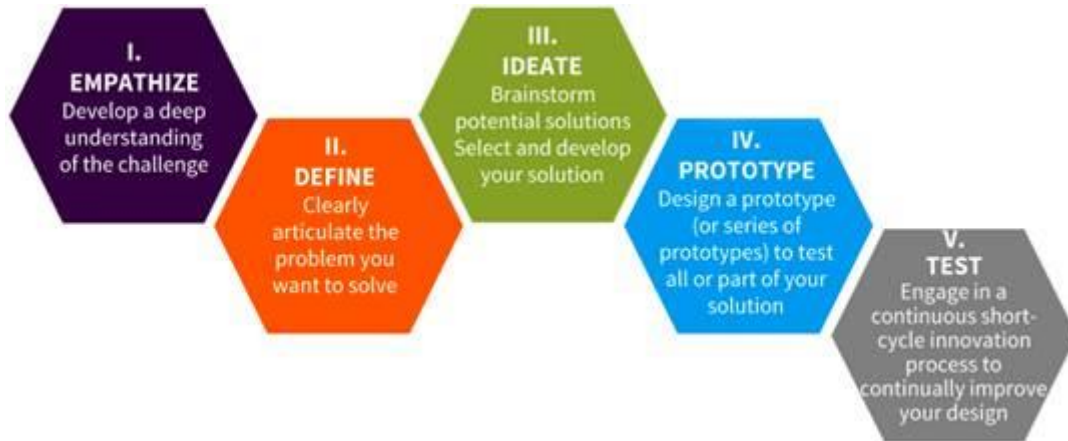 I.
EMPATHIZE
Develop a deep
understanding
of the challenge
II.
DEFINE
Clearly
articulate the
problem you
want to solve
III.
IDEATE
Brainstorm
potential solutions
Select and develop
your solution
IV.
PROTOTYPE
Design a prototype
(or series of
prototypes) to test
all or part of your
solution
V.
TEST
Engage in a
continuous short-
cycle innovation
process to
continually improve
your design